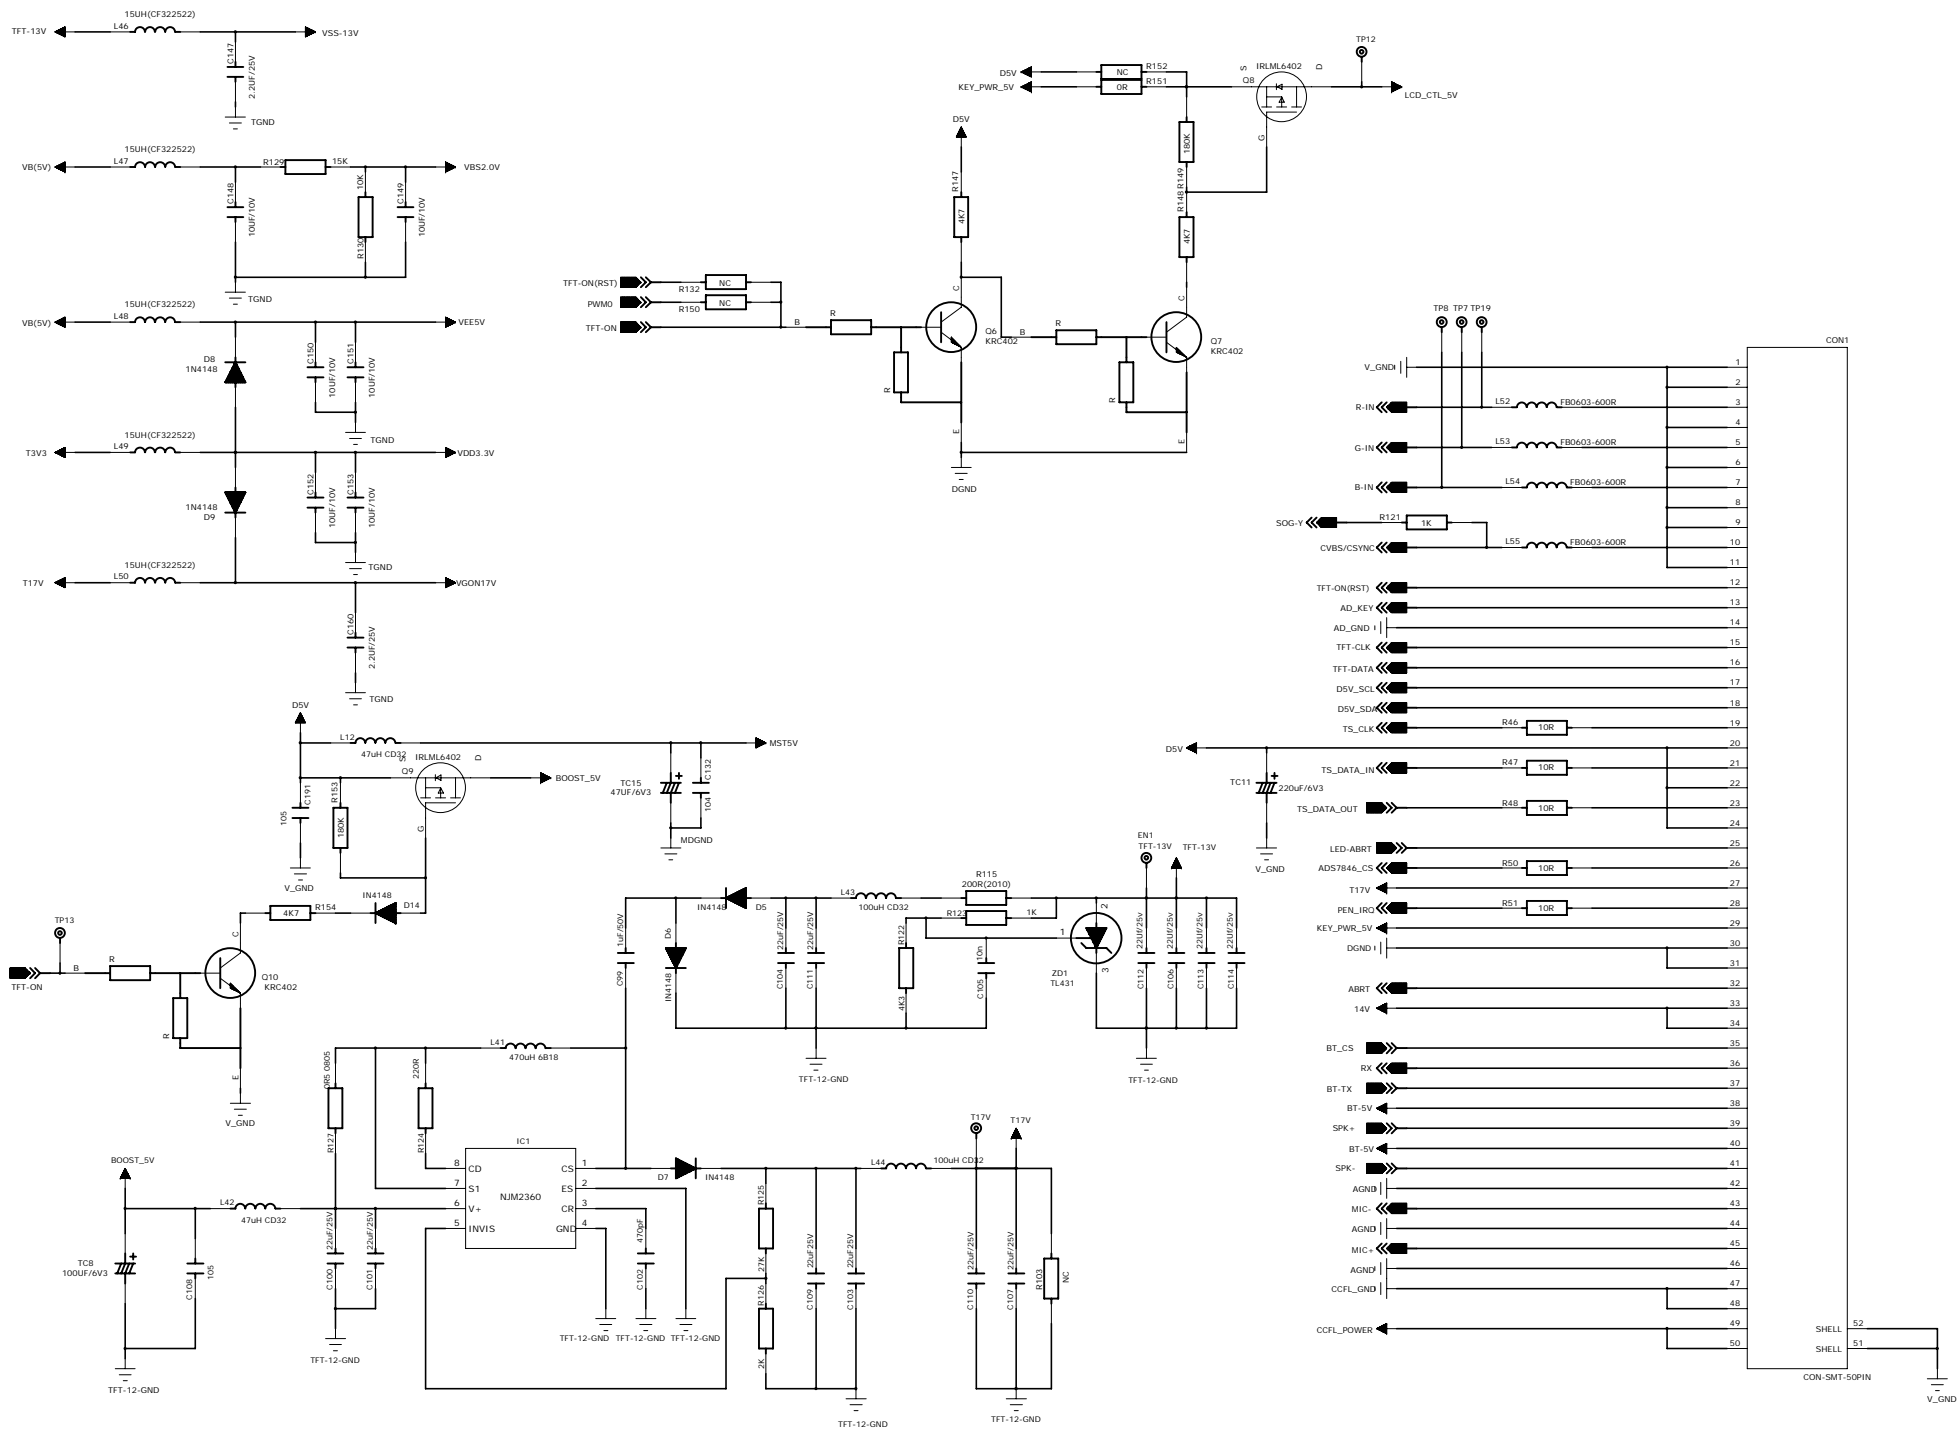 15UH(CF322522)
TFT-13V
L46
VSS-13V
C147
2.2UF/25V
TGND
15UH(CF322522)
VB(5V)
L47
R129
15K
VBS2.0V
C148
10UF/10V
10K
R130
C149
10UF/10V
TGND
15UH(CF322522)
VB(5V)
L48
VEE5V
D8
1N4148
C150
10UF/10V
C151
10UF/10V
TGND
15UH(CF322522)
T3V3
L49
VDD3.3V
1N4148
D9
C152
10UF/10V
C153
10UF/10V
TGND
15UH(CF322522)
T17V
L50
VGON17V
C160
2.2UF/25V
TGND
D5V
NC
R152
KEY_PWR_5V
0R
R151
S
IRLML6402
Q8
D
G
TP12
LCD_CTL_5V
D5V
R147
4K7
180K
R149
R148
4K7
TFT-ON(RST)
NC
R132
PWM0
NC
R150
TFT-ON
B
R
R
C
Q6
KRC402
E
B
R
R
C
Q7
KRC402
E
DGND
D5V
L12
47uH CD32
MST5V
S
IRLML6402
Q9
D
G
BOOST_5V
C191
105
R153
180K
V_GND
TC15
47UF/6V3
C132
104
MDGND
IN4148
D14
4K7
R154
TP13
TFT-ON
B
R
R
C
Q10
KRC402
E
V_GND
1uF/50V
C99
D6
IN4148
IN4148
D5
22uF/25V
C104
22uF/25V
C111
L43
100uH CD32
R115
200R(2010)
R123
1K
R122
4K3
10n
C105
1
2
3
ZD1
TL431
EN1
TFT-13V
TFT-13V
22Uf/25v
C112
22Uf/25v
C106
22Uf/25v
C113
22Uf/25v
C114
TFT-12-GND
TFT-12-GND
L41
470uH 6B18
0R5 0805
R127
220R
R124
IC1
NJM2360
8
CD
7
S1
6
V+
5
INVIS
CS
1
ES
2
CR
3
GND
4
BOOST_5V
L42
47uH CD32
TC8
100UF/6V3
C108
105
TFT-12-GND
22uF/25V
C100
22uF/25V
C101
TFT-12-GND
470pF
C102
TFT-12-GND
TFT-12-GND
TFT-12-GND
D7
IN4148
R125
27K
R126
2K
22uF25V
C109
22uF25V
C103
TFT-12-GND
L44
100uH CD32
T17V
T17V
22uF/25V
C110
22uF/25V
C107
R103
NC
TFT-12-GND
TP8
TP7
TP19
CON1
V_GND
1
2
R-IN
L52
FB0603-600R
3
4
G-IN
L53
FB0603-600R
5
6
B-IN
L54
FB0603-600R
7
8
SOG-Y
R121
1K
9
CVBS/CSYNC
L55
FB0603-600R
10
11
TFT-ON(RST)
12
AD_KEY
13
AD_GND
14
TFT-CLK
15
TFT-DATA
16
D5V_SCL
17
D5V_SDA
18
TS_CLK
R46
10R
19
D5V
20
TC11
220uF/6V3
V_GND
TS_DATA_IN
R47
10R
21
22
TS_DATA_OUT
R48
10R
23
24
LED-ABRT
25
ADS7846_CS
R50
10R
26
T17V
27
PEN_IRQ
R51
10R
28
KEY_PWR_5V
29
DGND
30
31
ABRT
32
14V
33
34
BT_CS
35
RX
36
BT-TX
37
BT-5V
38
SPK+
39
BT-5V
40
SPK-
41
AGND
42
MIC-
43
AGND
44
MIC+
45
AGND
46
CCFL_GND
47
48
CCFL_POWER
49
50
SHELL
52
SHELL
51
CON-SMT-50PIN
V_GND